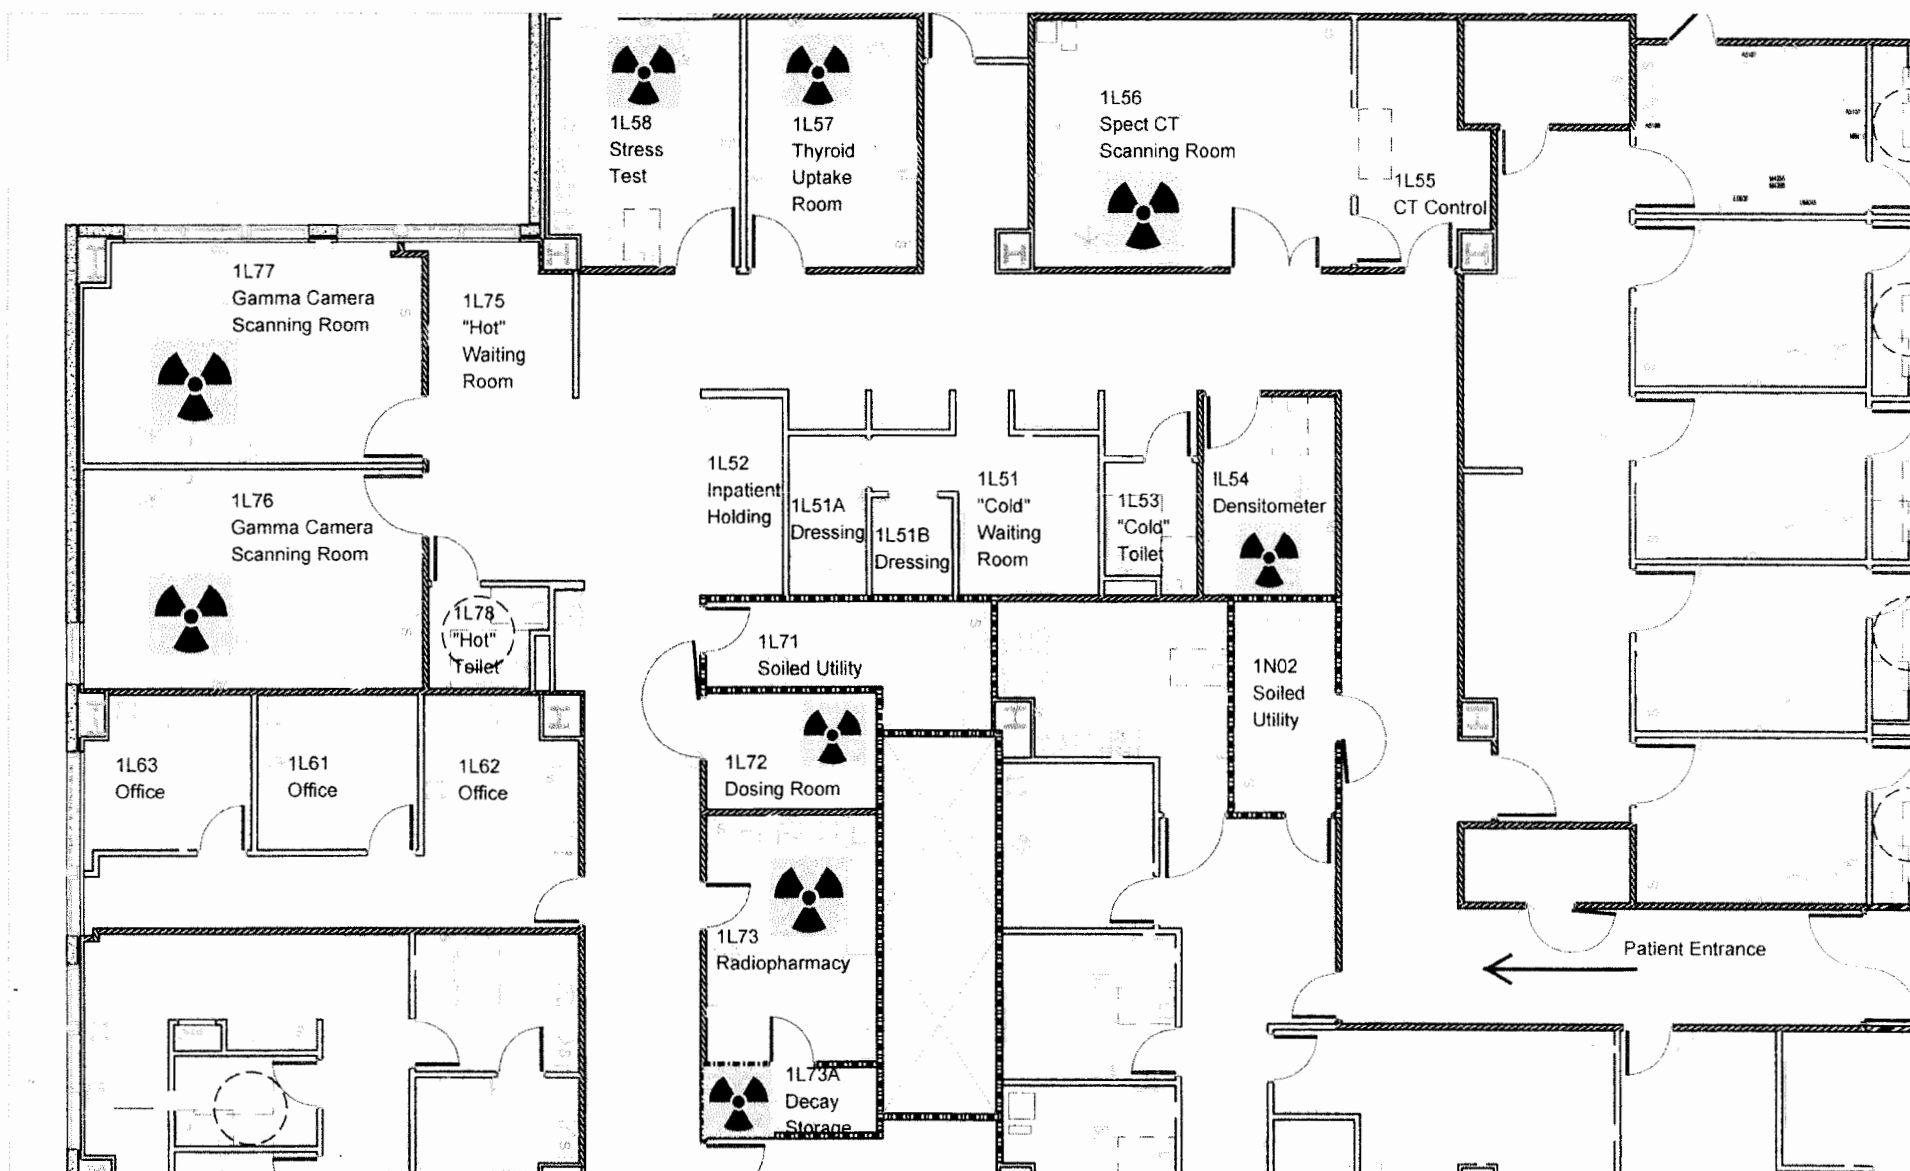 1L58
Stress
Test
1L57
Thyroid
Uptake
Room
1L56
Spect CT
Scanning Room
1L55
CT Control
1L77
Gamma Camera
Scanning Room
1L75
"Hot"
Waiting
Room
1L76
Gamma Camera
Scanning Room
1L52
Inpatient
Holding
1L51A
Dressing
1L51B
Dressing
1L51
"Cold"
Waiting
Room
1L53
"Cold"
Toilet
IL54
Densitometer
1L78
"Hot"
Toilet
1L71
Soiled Utility
1N02
Soiled
Utility
1L63
Office
1L61
Office
1L62
Office
1L72
Dosing Room
1L73
Radiopharmacy
Patient Entrance
1L73A
Decay
Storage